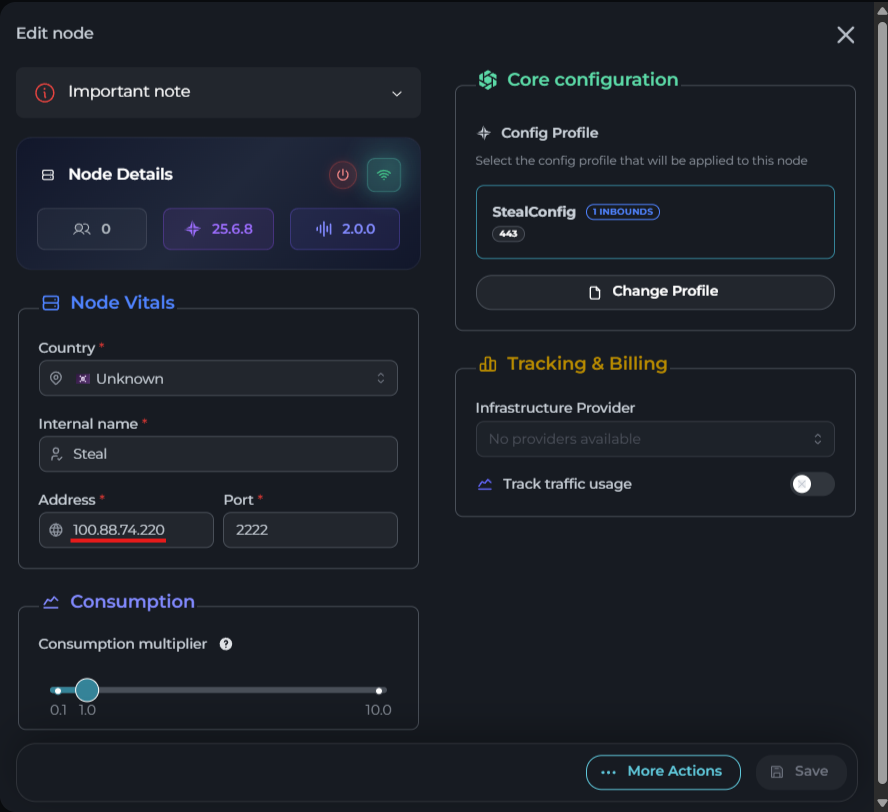 Edit node
Important note
Node Details
0
25.6.8
2.0.0
Node Vitals
Country *
Unknown
Internal name *
Steal
Address *
Port *
100.88.74.220
2222
Consumption
Consumption multiplier ?
0.1
1.0
10.0
Core configuration
Config Profile
Select the config profile that will be applied to this node
StealConfig
1 INBOUNDS
443
Change Profile
Tracking & Billing
Infrastructure Provider
No providers available
Track traffic usage
More Actions
Save